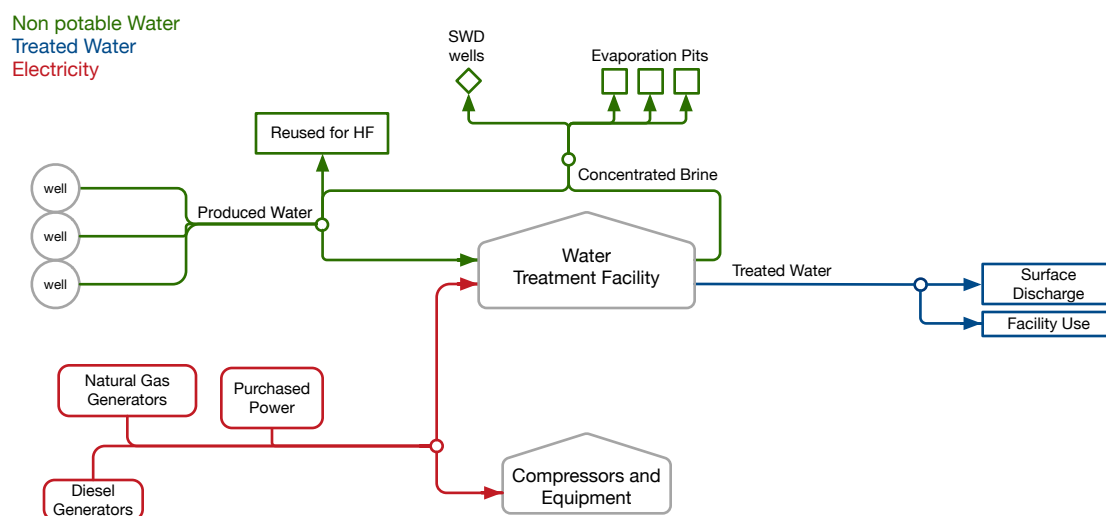 Non potable Water
Treated Water
Electricity
SWD
wells
Evaporation Pits
Reused for HF
well
Produced Water
Concentrated Brine
well
well
Water
Treatment Facility
Treated Water
Surface
Discharge
Facility Use
Natural Gas
Generators
Purchased
Power
Diesel
Generators
Compressors and
Equipment